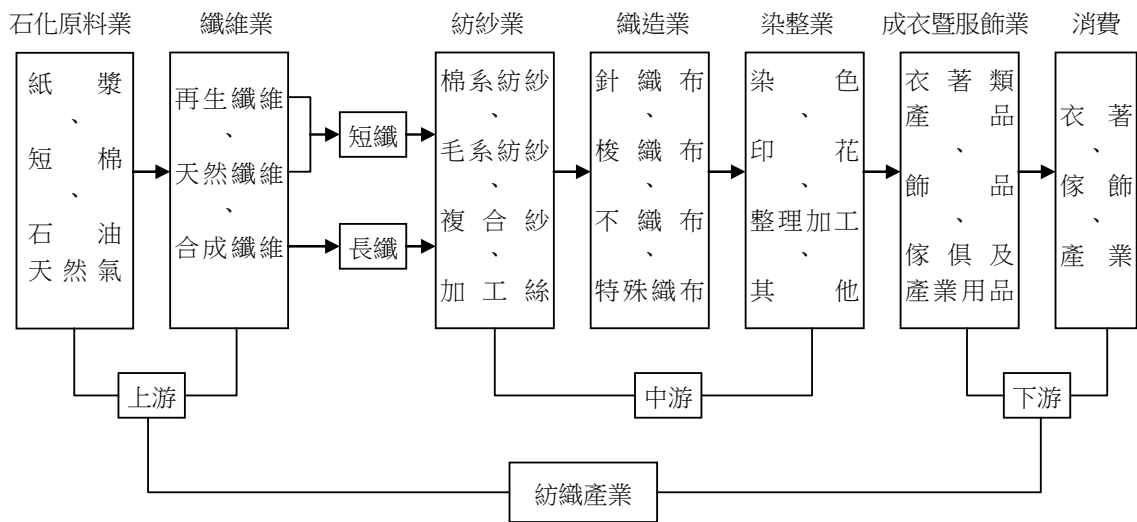 石化原料業
纖維業
紡紗業
織造業
染整業
成衣暨服飾業
消費
紙漿
、
短棉
、
石油
天然氣
再生纖維
、
天然纖維
、
合成纖維
短纖
長纖
棉系紡紗
、
毛系紡紗
、
複合紗
、
加工絲
針織布
、
梭織布
、
不織布
、
特殊織布
染色
、
印花
、
整理加工
、
其他
衣著類
產品
、
飾品
、
傢俱及
產業用品
衣著
、
傢飾
、
產業
上游
中游
下游
紡織產業